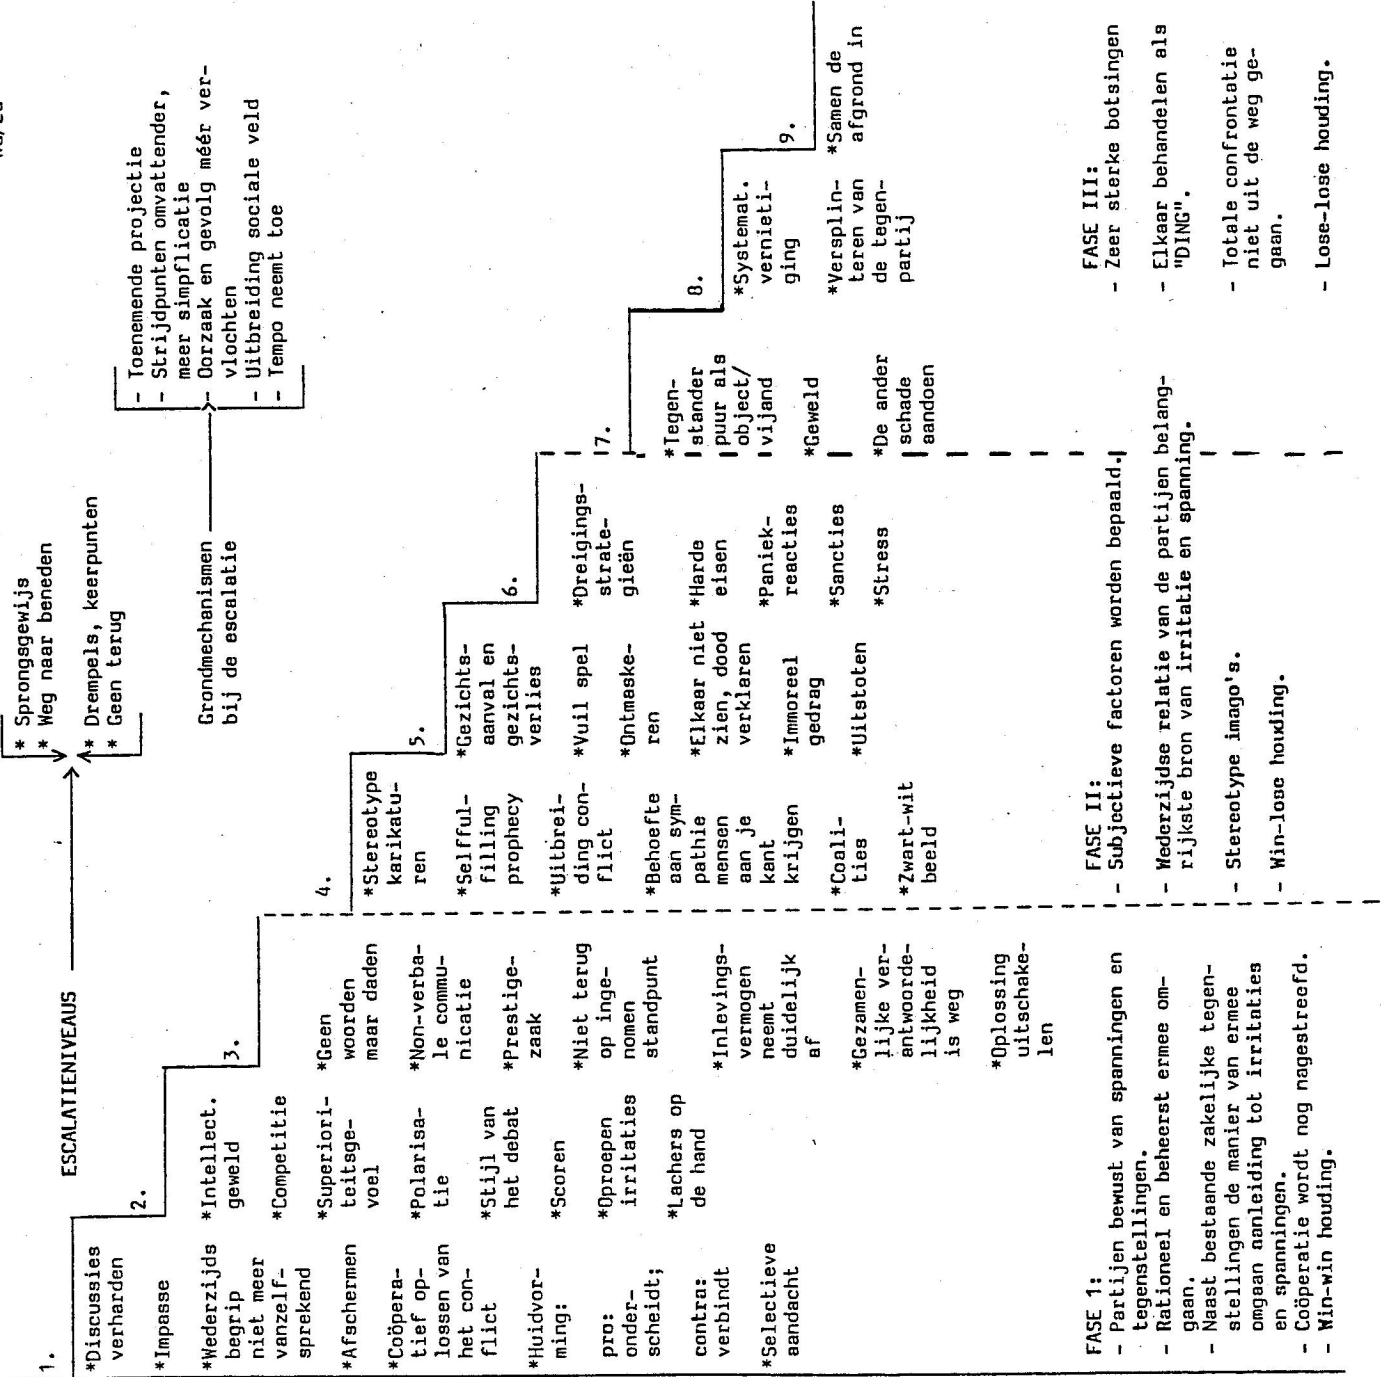 ESCALATIENIVEAUS
* Sprongsgewijs
* Weg naar beneden
* Drempels, keerpunten
* Geen terug
Grondmechanismen
bij de escalatie
- Toenemende projectie
- Strijdpunten omvattender,
meer simpflicatie
- Oorzaak en gevolg méér ver-
vlochten
- Uitbreiding sociale veld
- Tempo neemt toe
1.
*Discussies
verharden
*Impasse
*Wederzijds
begrip
niet meer
vanzelf-
sprekend
*Afschermen
*Coöpera-
tief op-
lossen van
het con-
flict
*Huidvor-
ming:
pro:
onder-
scheidt;
contra:
verbindt
*Selectieve
aandacht
2.
*Intellect.
geweld
*Competitie
*Superiori-
teitsge-
voel
*Polarisa-
tie
*Stijl van
het debat
*Scoren
*Oproepen
irritaties
*Lachers op
de hand
3.
*Geen
woorden
maar daden
*Non-verba-
le commu-
nicatie
*Prestige-
zaak
*Niet terug
op inge-
nomen
standpunt
*Inlevings-
vermogen
neemt
duidelijk
af
*Gezamen-
lijke ver-
antwoorde-
lijkheid
is weg
*Oplossing
uitschake-
len
4.
*Stereotype
karikatu-
ren
*Selfful-
filling
prophecy
*Uitbrei-
ding con-
flict
*Behoefte
aan sym-
pathie
mensen
aan je
kant
krijgen
*Coali-
ties
*Zwart-wit
beeld
5.
*Gezichts-
aanval en
gezichts-
verlies
*Vuil spel
*Ontmaske-
ren
*Elkaar niet
zien, dood
verklaren
*Immoreel
gedrag
*Uitstoten
6.
*Dreigings-
strate-
gieën
*Harde
eisen
*Paniek-
reacties
*Sancties
*Stress
7.
*Tegen-
stander
puur als
object/
vijand
*Geweld
*De ander
schade
aandoen
8.
*Systemat.
vernieti-
ging
*Versplin-
teren van
de tegen-
partij
9.
*Samen de
afgrond in
FASE 1:
- Partijen bewust van spanningen en
tegenstellingen.
- Rationeel en beheerst ermee om-
gaan.
- Naast bestaande zakelijke tegen-
stellingen de manier van ermee
omgaan aanleiding tot irritaties
en spanningen.
- Coöperatie wordt nog nagestreefd.
- Win-win houding.
FASE II:
- Subjectieve factoren worden bepaald.
- Wederzijdse relatie van de partijen belang-
rijkste bron van irritatie en spanning.
- Stereotype imago's.
- Win-lose houding.
FASE III:
- Zeer sterke botsingen
- Elkaar behandelen als
"DING".
- Totale confrontatie
niet uit de weg ge-
gaan.
- Lose-lose houding.